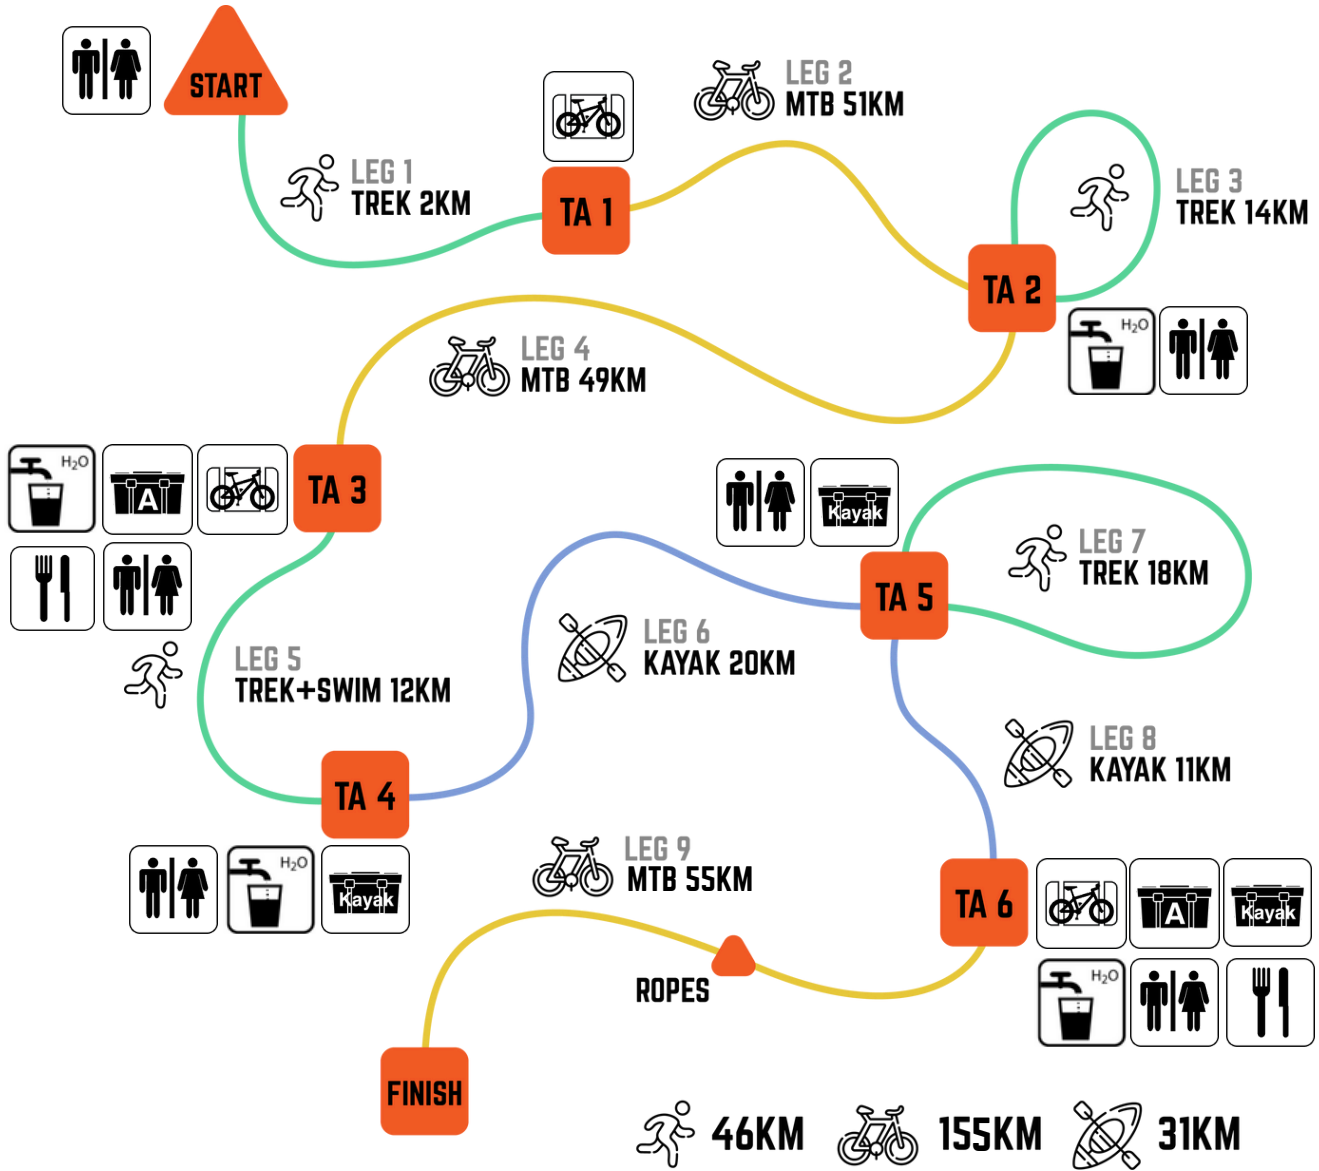 START
LEG 1
TREK 2KM
TA 1
LEG 2
MTB 51KM
LEG 3
TREK 14KM
TA 2
H₂O
LEG 4
MTB 49KM
H₂O
A
TA 3
Kayak
LEG 7
TREK 18KM
TA 5
LEG 5
TREK+SWIM 12KM
LEG 6
KAYAK 20KM
TA 4
H₂O
Kayak
LEG 8
KAYAK 11KM
LEG 9
MTB 55KM
TA 6
A
Kayak
H₂O
ROPES
FINISH
46KM
155KM
31KM